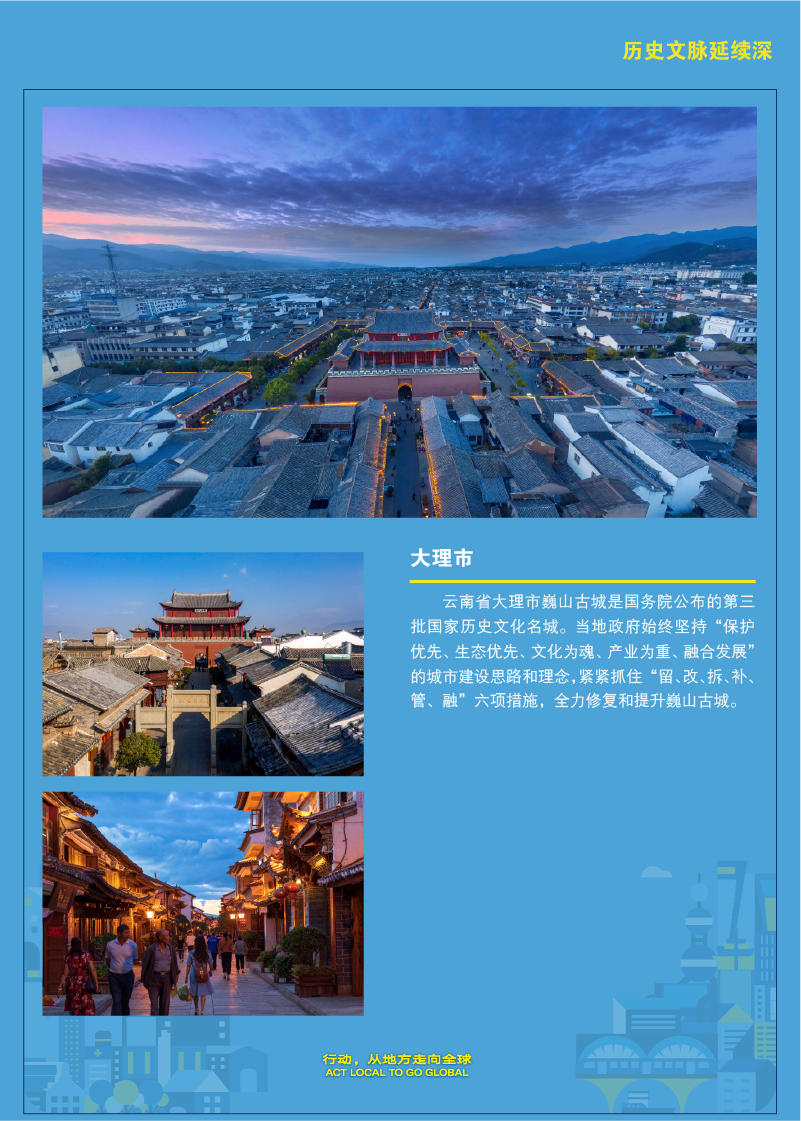 历史文脉延续深
大理市
云南省大理市巍山古城是国务院公布的第三
批国家历史文化名城。当地政府始终坚持“保护
优先、生态优先、文化为魂、产业为重、融合发展”
的城市建设思路和理念,紧紧抓住“留、改、拆、补、
管、融”六项措施，全力修复和提升巍山古城。
行动，从地方走向全球
ACT LOCAL TO GO GLOBAL